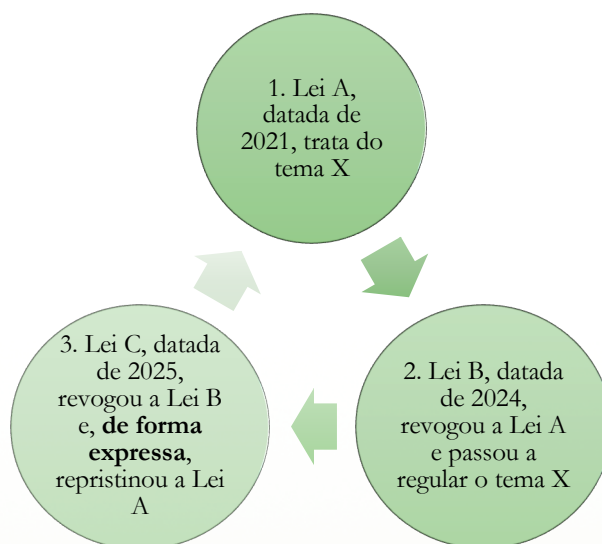 1. Lei A,
datada de
2021, trata do
tema X
2. Lei B, datada
de 2024,
revogou a Lei A
e passou a
regular o tema X
3. Lei C, datada
de 2025,
revogou a Lei B
e, de forma
expressa,
repristinou a Lei
A